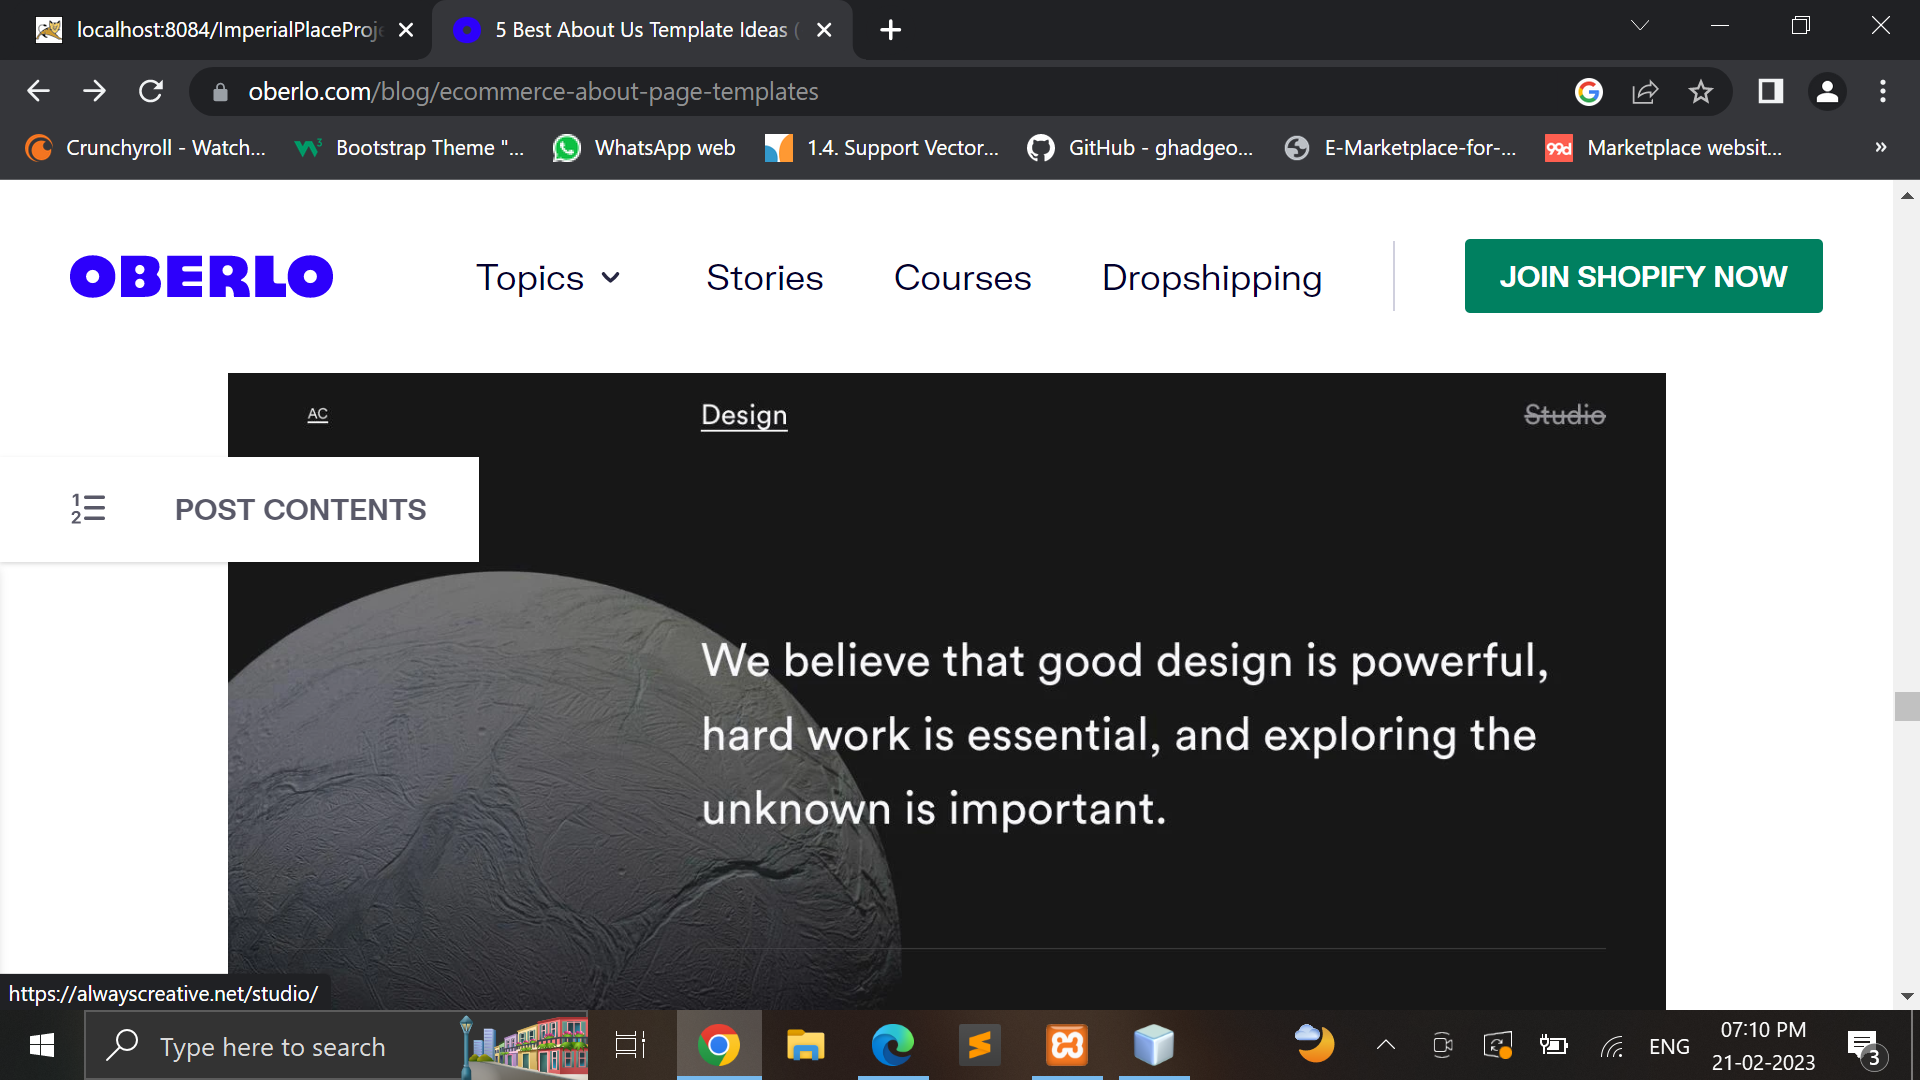 localhost:8084/ImperialPlaceProje
5 Best About Us Template Ideas (
oberlo.com/blog/ecommerce-about-page-templates
Crunchyroll - Watch...
Bootstrap Theme "...
WhatsApp web
1.4. Support Vector...
GitHub - ghadgeo...
E-Marketplace-for-...
99d
Marketplace websit...
»
OBERLO
Topics
Stories
Courses
Dropshipping
JOIN SHOPIFY NOW
AC
Design
Studio
POST CONTENTS
We believe that good design is powerful,
hard work is essential, and exploring the
unknown is important.
https://alwayscreative.net/studio/
Type here to search
ENG
07:10 PM
21-02-2023
3